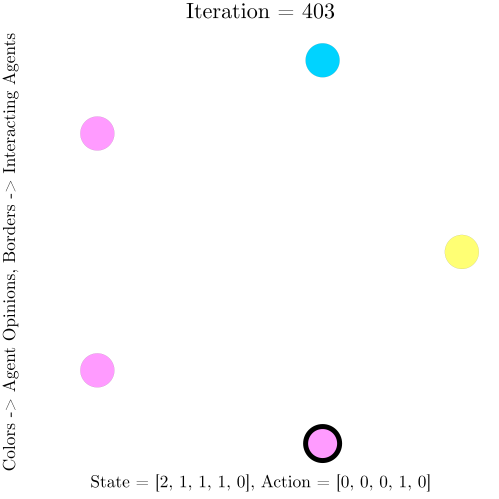 Iteration = 403
Colors -> Agent Opinions, Borders -> Interacting Agents
State = [2, 1, 1, 1, 0], Action = [0, 0, 0, 1, 0]